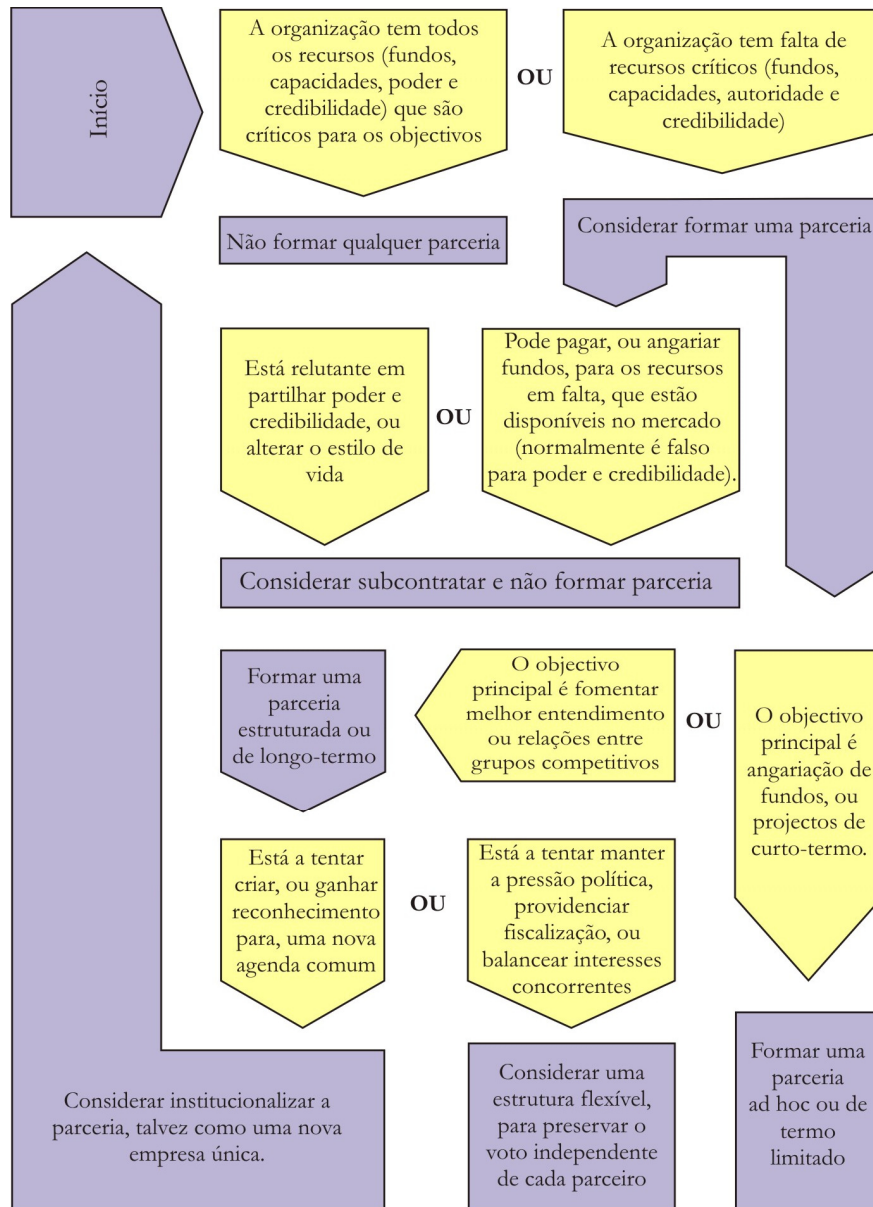 Início
A organização tem todos
os recursos (fundos,
capacidades, poder e
credibilidade) que são
críticos para os objectivos
OU
A organização tem falta de
recursos críticos (fundos,
capacidades, autoridade e
credibilidade)
Não formar qualquer parceria
Considerar formar uma parceria
Está relutante em
partilhar poder e
credibilidade, ou
alterar o estilo de
vida
OU
Pode pagar, ou angariar
fundos, para os recursos
em falta, que estão
disponíveis no mercado
(normalmente é falso
para poder e credibilidade).
Considerar subcontratar e não formar parceria
Formar uma
parceria
estruturada ou
de longo-termo
O objectivo
principal é fomentar
melhor entendimento
ou relações entre
grupos competitivos
OU
O objectivo
principal é
angariação de
fundos, ou
projectos de
curto-termo.
Está a tentar
criar, ou ganhar
reconhecimento
para, uma nova
agenda comum
OU
Está a tentar manter
a pressão política,
providenciar
fiscalização, ou
balancear interesses
concorrentes
Considerar institucionalizar a
parceria, talvez como uma nova
empresa única.
Considerar uma
estrutura flexível,
para preservar o
voto independente
de cada parceiro
Formar uma
parceria
ad hoc ou de
termo
limitado